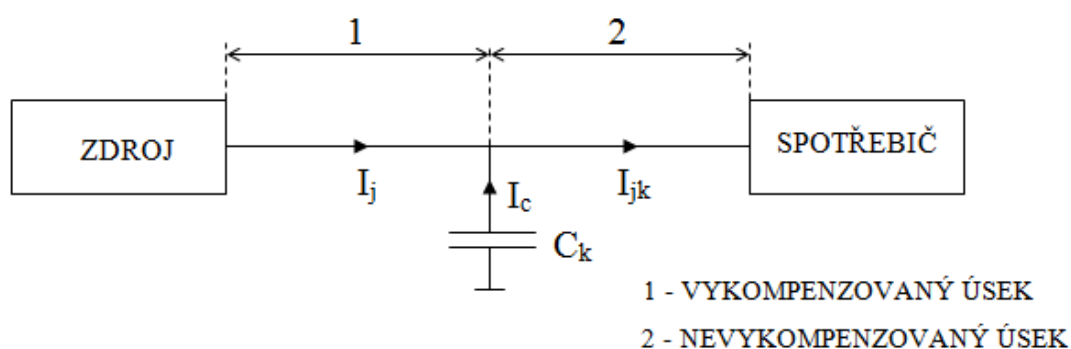 1
2
ZDROJ
SPOTŘEBIČ
I_j
I_c
I_jk
C_k
1 - VYKOMPENZOVANÝ ÚSEK
2 - NEVYKOMPENZOVANÝ ÚSEK